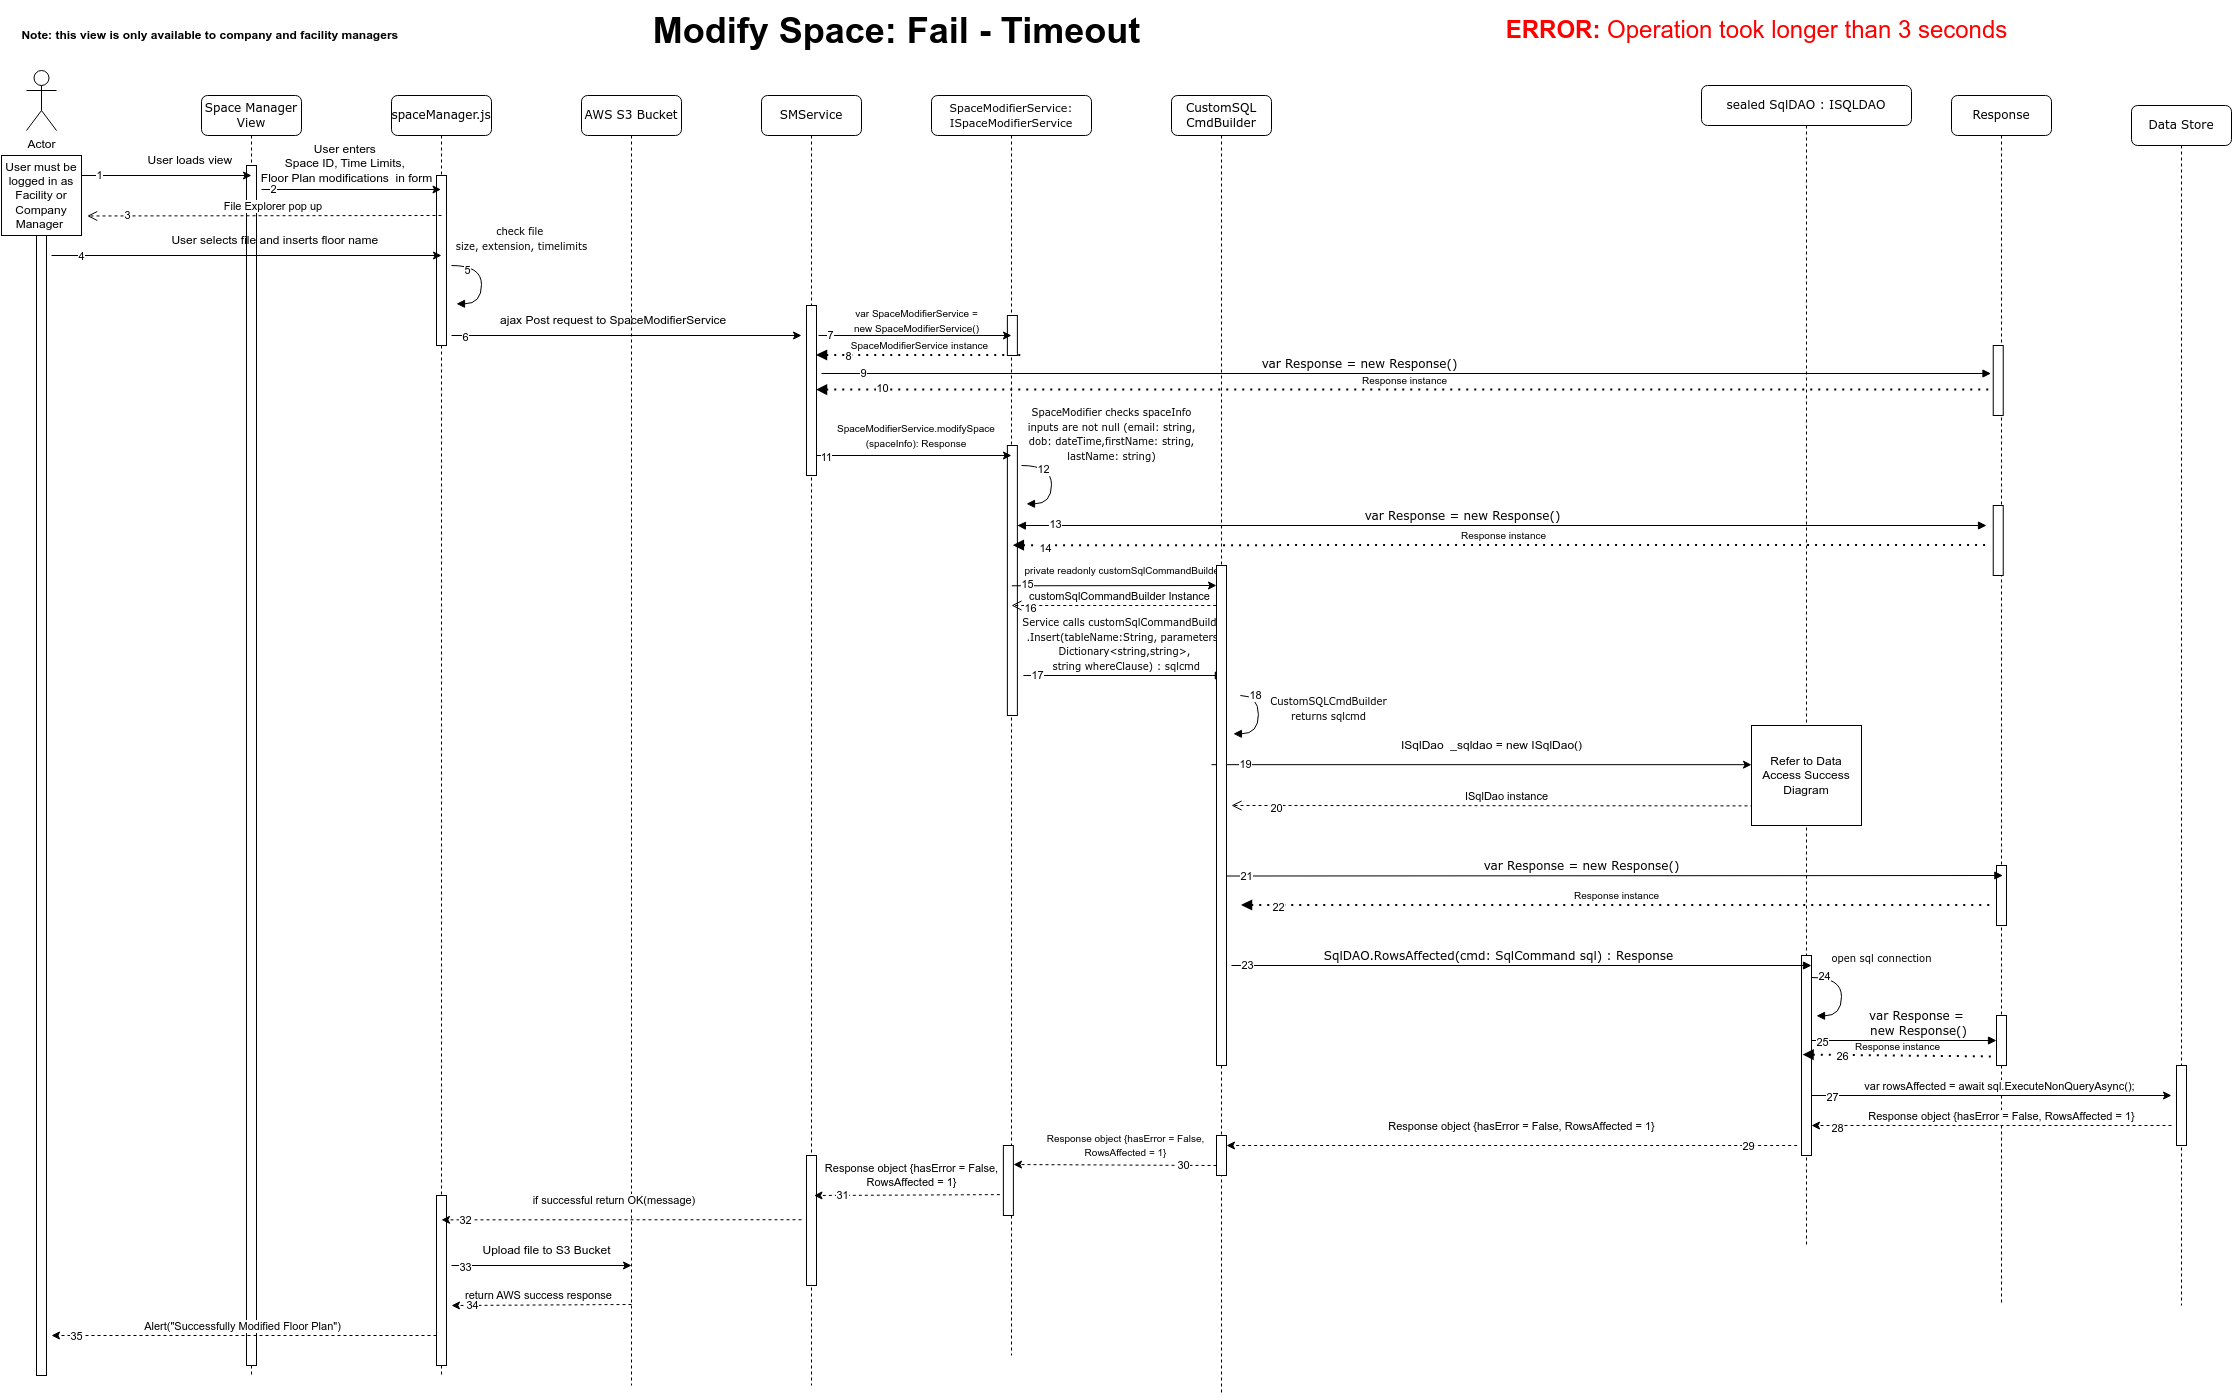 Note: this view is only available to company and facility managers
Modify Space: Fail - Timeout
ERROR: Operation took longer than 3 seconds
Actor
Space Manager
View
spaceManager.js
AWS S3 Bucket
SMService
SpaceModifierService:
ISpaceModifierService
CustomSQL
CmdBuilder
sealed SqlDAO : ISQLDAO
Response
Data Store
User must be
logged in as
Facility or
Company
Manager
User loads view
1
User enters
Space ID, Time Limits,
Floor Plan modifications in form
2
File Explorer pop up
3
User selects file and inserts floor name
4
check file
size, extension, timelimits
5
ajax Post request to SpaceModifierService
6
var SpaceModifierService =
new SpaceModifierService()
7
SpaceModifierService instance
8
var Response = new Response()
9
Response instance
10
SpaceModifierService.modifySpace
(spaceInfo): Response
11
SpaceModifier checks spaceInfo
inputs are not null (email: string,
dob: dateTime,firstName: string,
lastName: string)
12
var Response = new Response()
13
Response instance
14
private readonly customSqlCommandBuilde
15
customSqlCommandBuilder Instance
16
Service calls customSqlCommandBuild
.Insert(tableName:String, parameters
Dictionary<string,string>,
string whereClause) : sqlcmd
17
18
CustomSQLCmdBuilder
returns sqlcmd
ISqlDao _sqldao = new ISqlDao()
19
Refer to Data
Access Success
Diagram
ISqlDao instance
20
var Response = new Response()
21
Response instance
22
SqlDAO.RowsAffected(cmd: SqlCommand sql) : Response
23
open sql connection
24
var Response =
new Response()
25
Response instance
26
var rowsAffected = await sql.ExecuteNonQueryAsync();
27
Response object {hasError = False, RowsAffected = 1}
28
Response object {hasError = False, RowsAffected = 1}
29
Response object {hasError = False,
RowsAffected = 1}
30
Response object {hasError = False,
RowsAffected = 1}
31
if successful return OK(message)
32
Upload file to S3 Bucket
33
return AWS success response
34
Alert("Successfully Modified Floor Plan")
35